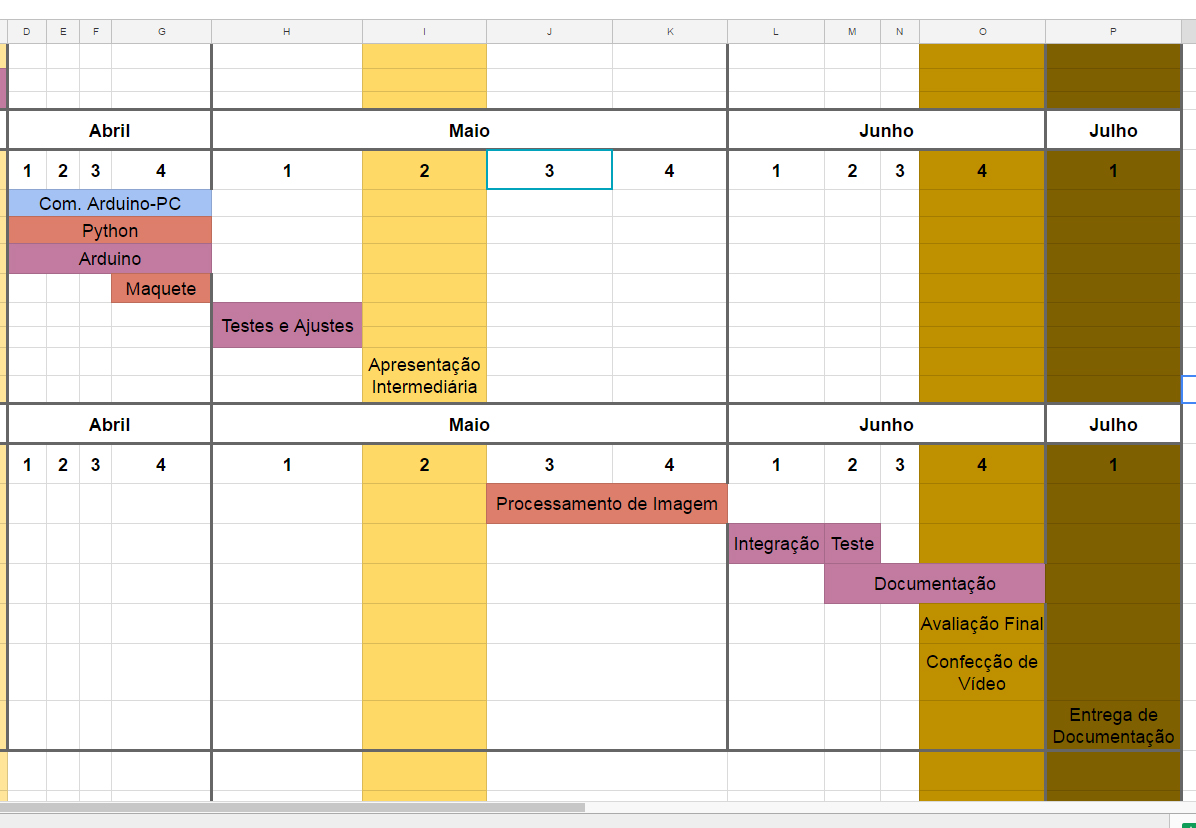 D E F G H I J K L M N O P
Abril Maio Junho Julho
1 2 3 4 1 2 3 4 1 2 3 4 1
Com. Arduino-PC
Python
Arduino
Maquete
Testes e Ajustes
Apresentação
Intermediária
Abril Maio Junho Julho
1 2 3 4 1 2 3 4 1 2 3 4 1
Processamento de Imagem
Integração Teste
Documentação
Avaliação Final
Confecção de
Vídeo
Entrega de
Documentação